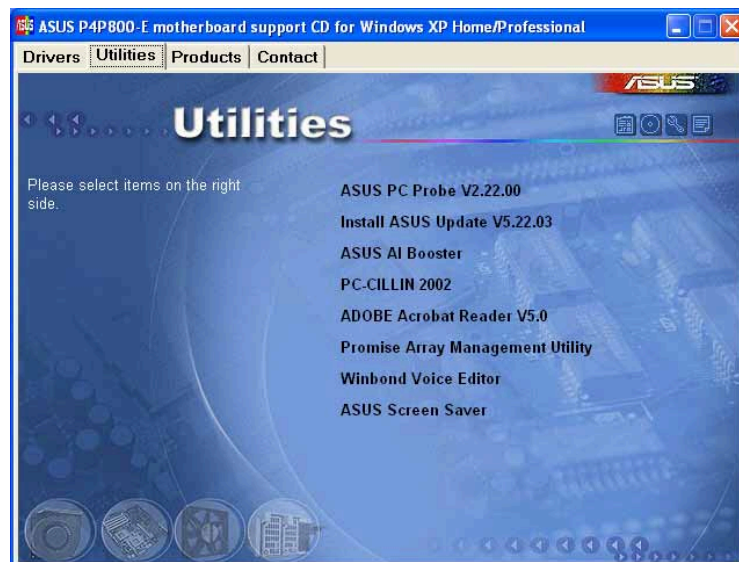 ASUS P4P800-E motherboard support CD for Windows XP Home/Professional
Drivers Utilities Products Contact
ASUS
Utilities
Please select items on the right
side.
ASUS PC Probe V2.22.00
Install ASUS Update V5.22.03
ASUS AI Booster
PC-CILLIN 2002
ADOBE Acrobat Reader V5.0
Promise Array Management Utility
Winbond Voice Editor
ASUS Screen Saver